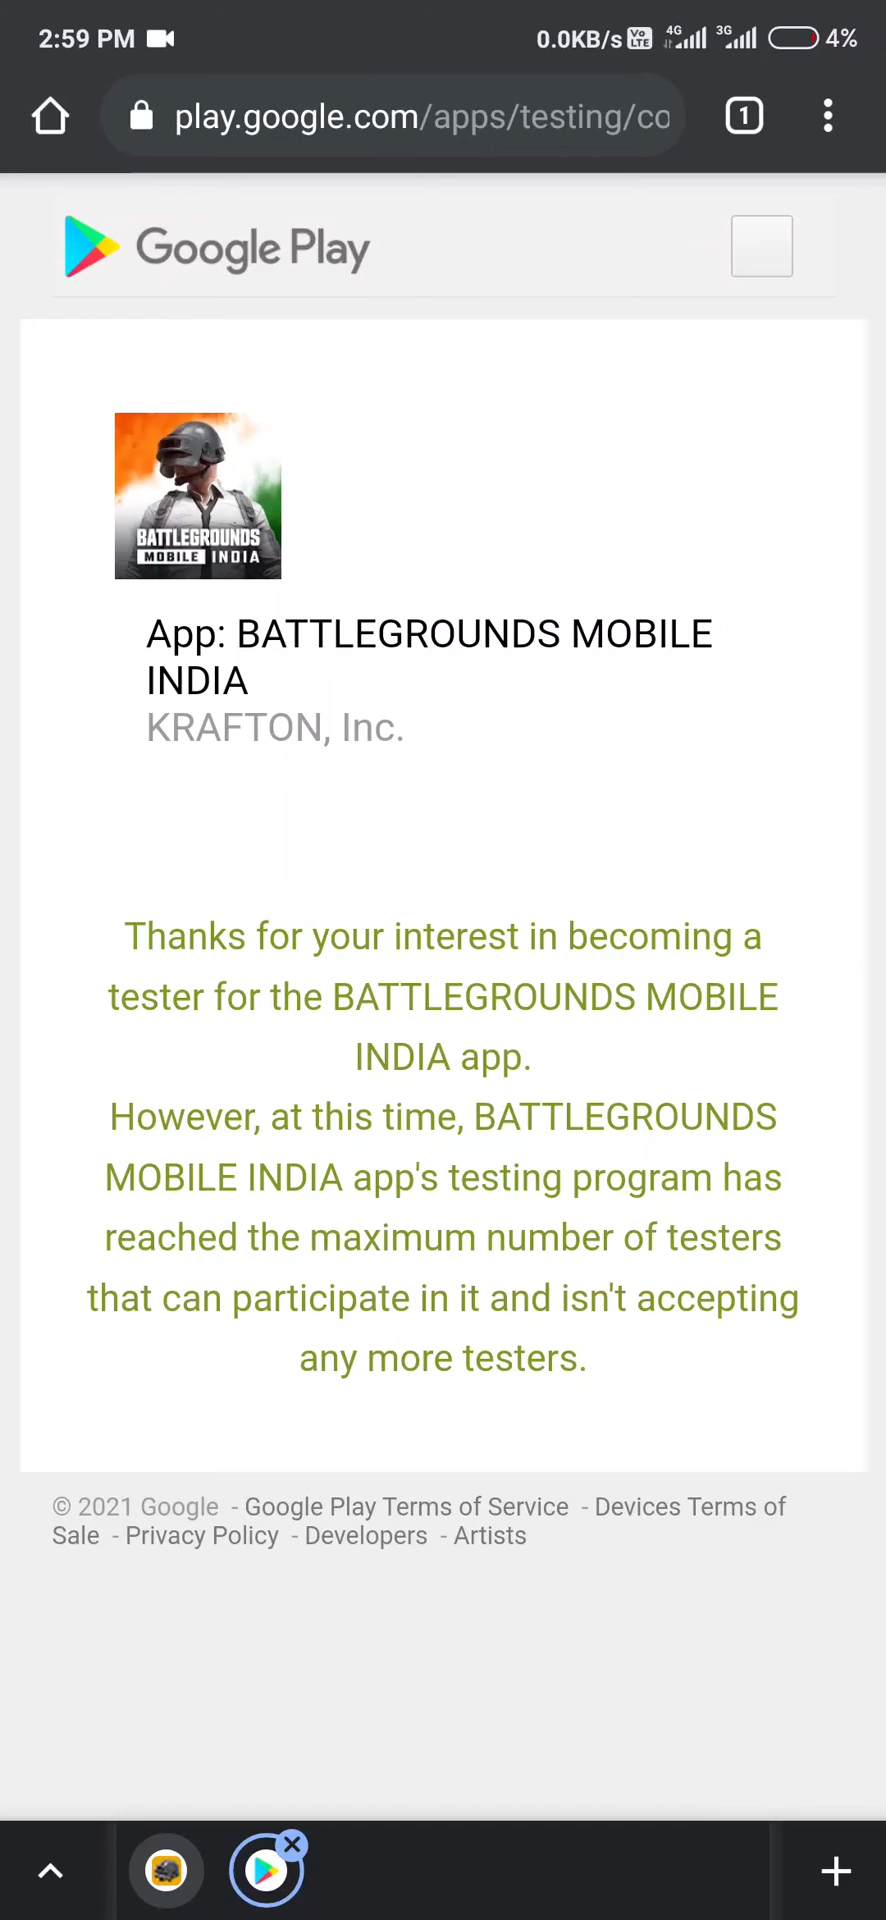 2:59 PM 0.0KB/s Vo LTE 4G 3G 4%
play.google.com/apps/testing/co 1
Google Play
BATTLEGROUNDS
MOBILE INDIA
App: BATTLEGROUNDS MOBILE
INDIA
KRAFTON, Inc.
Thanks for your interest in becoming a
tester for the BATTLEGROUNDS MOBILE
INDIA app.
However, at this time, BATTLEGROUNDS
MOBILE INDIA app's testing program has
reached the maximum number of testers
that can participate in it and isn't accepting
any more testers.
© 2021 Google - Google Play Terms of Service - Devices Terms of
Sale - Privacy Policy - Developers - Artists